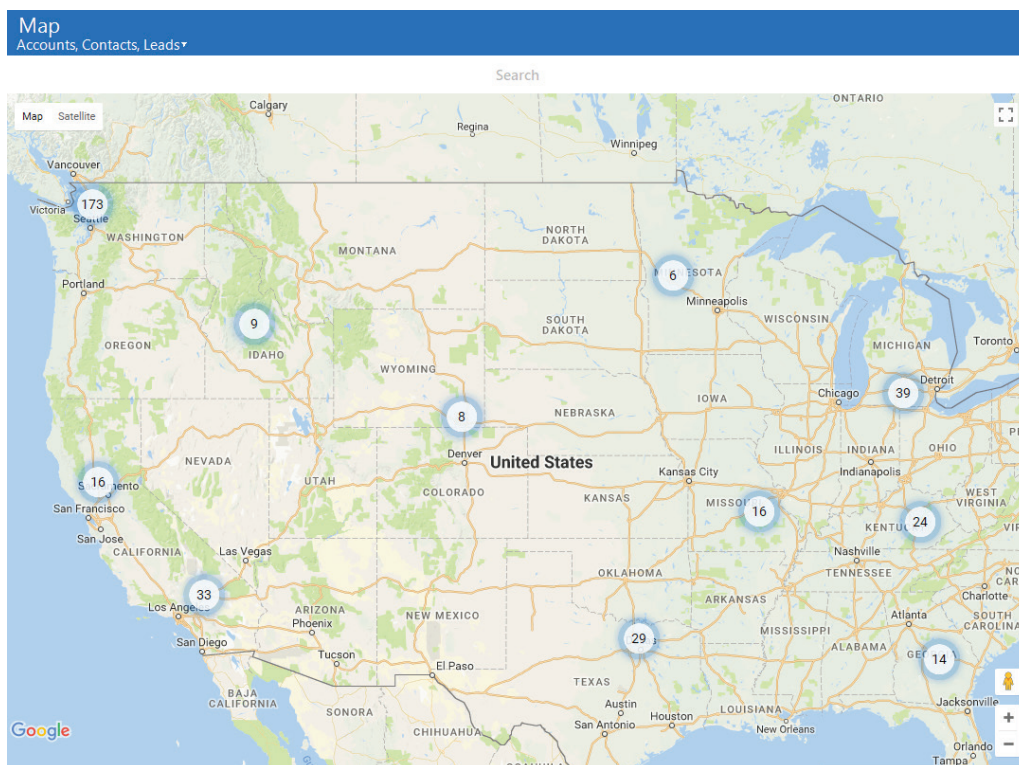 Map
Accounts, Contacts, Leads
Search
Map Satellite
Calgary
ONTARIO
Regina
Winnipeg
Vancouver
Victoria
173
Seattle
WASHINGTON
NORTH
DAKOTA
MONTANA
6
Portland
Minneapolis
9
SOUTH
DAKOTA
WISCONSIN
OREGON
IDAHO
MICHIGAN
Toronto
WYOMING
Detroit
Chicago
39
IOWA
8
NEBRASKA
ILLINOIS
INDIANA
OHIO
Denver
United States
NEVADA
Kansas City
Indianapolis
UTAH
16
COLORADO
KANSAS
WEST
VIRGINIA
San Francisco
16
24
San Jose
CALIFORNIA
Las Vegas
Nashville
OKLAHOMA
TENNESSEE
33
ARKANSAS
Charlotte
ARIZONA
NEW MEXICO
Atlanta
SOUTH
CAROLINA
Phoenix
MISSISSIPPI
San Diego
29
ALABAMA
Tucson
14
El Paso
TEXAS
BAJA
CALIFORNIA
SONORA
Austin
LOUISIANA
Jacksonville
San Antonio
Houston
New Orleans
Google
CHIHUAHUA
Orlando
Tampa